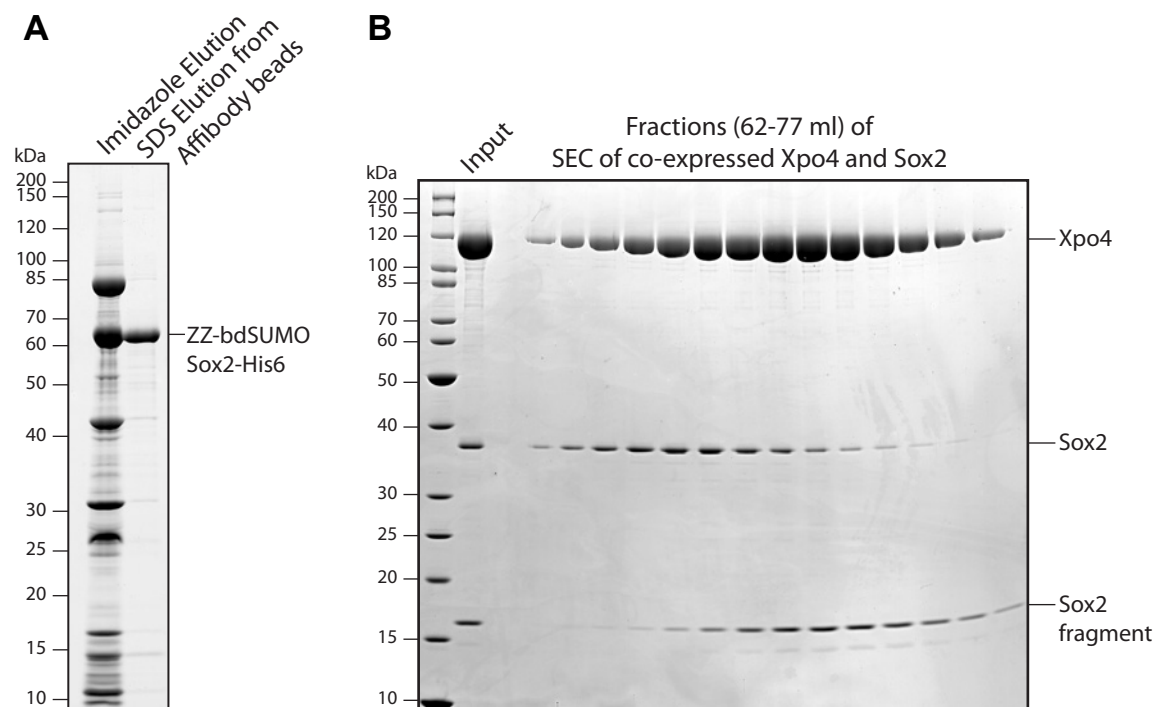 A
Imidazole Elution
SDS Elution from
Affibody beads
kDa
200
150
120
100
85
70
60
50
40
30
25
20
15
10
ZZ-bdSUMO
Sox2-His6
B
Input
Fractions (62-77 ml) of
SEC of co-expressed Xpo4 and Sox2
kDa
200
150
120
100
85
70
60
50
40
30
25
20
15
10
Xpo4
Sox2
Sox2
fragment